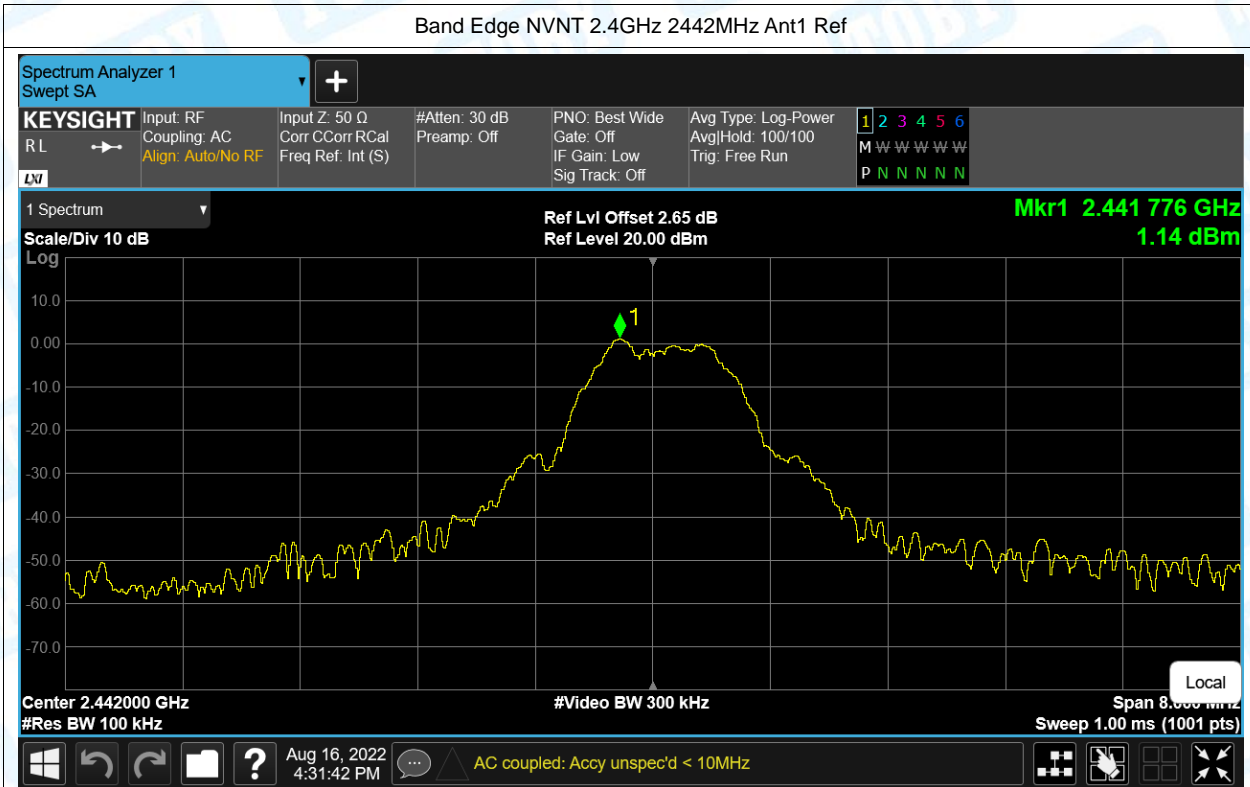 Band Edge NVNT 2.4GHz 2442MHz Ant1 Ref
Spectrum Analyzer 1
Swept SA
+
KEYSIGHT
R L
LXI
Input: RF
Coupling: AC
Align: Auto/No RF
Input Z: 50 Ω
Corr CCorr RCal
Freq Ref: Int (S)
#Atten: 30 dB
Preamp: Off
PNO: Best Wide
Gate: Off
IF Gain: Low
Sig Track: Off
Avg Type: Log-Power
Avg|Hold: 100/100
Trig: Free Run
1 2 3 4 5 6
M W W W W W
P N N N N N
1 Spectrum
Scale/Div 10 dB
Ref Lvl Offset 2.65 dB
Ref Level 20.00 dBm
Mkr1 2.441 776 GHz
1.14 dBm
Log
10.0
0.00
-10.0
-20.0
-30.0
-40.0
-50.0
-60.0
-70.0
1
Local
Center 2.442000 GHz
#Res BW 100 kHz
#Video BW 300 kHz
Span 8.000 MHz
Sweep 1.00 ms (1001 pts)
?
Aug 16, 2022
4:31:42 PM
AC coupled: Accy unspec'd < 10MHz